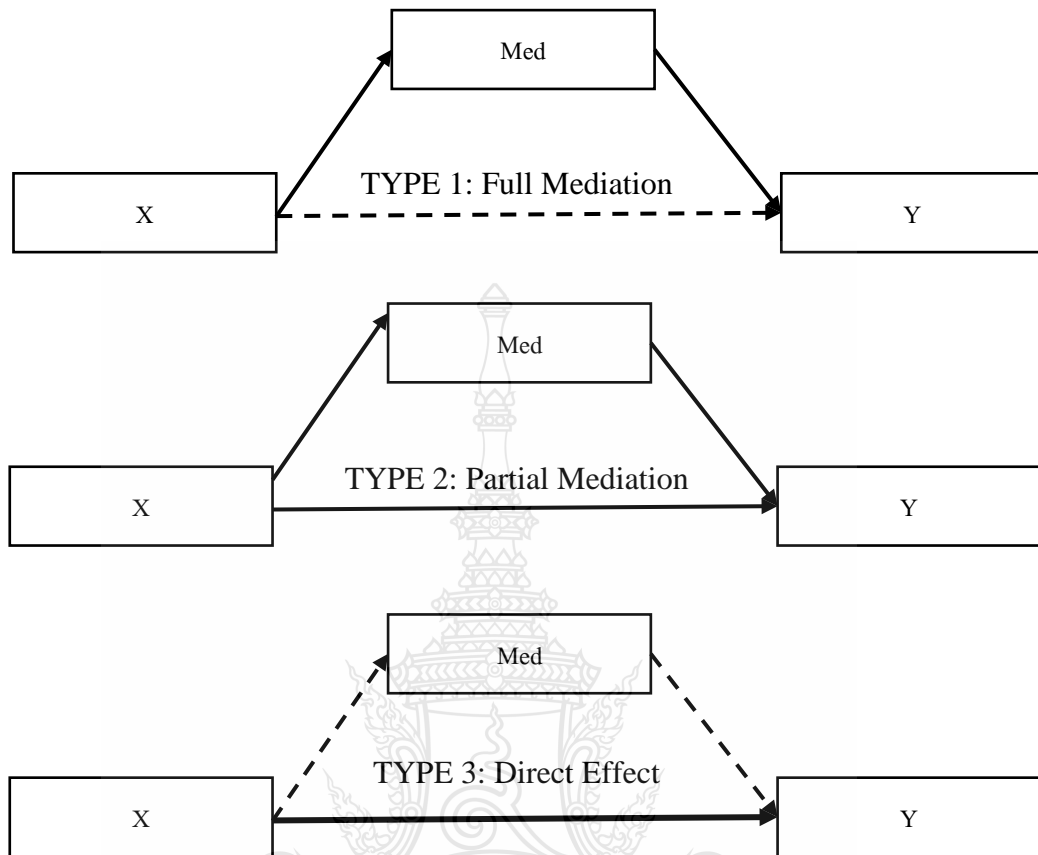 Med
TYPE 1: Full Mediation
X
Y
Med
TYPE 2: Partial Mediation
X
Y
Med
TYPE 3: Direct Effect
X
Y